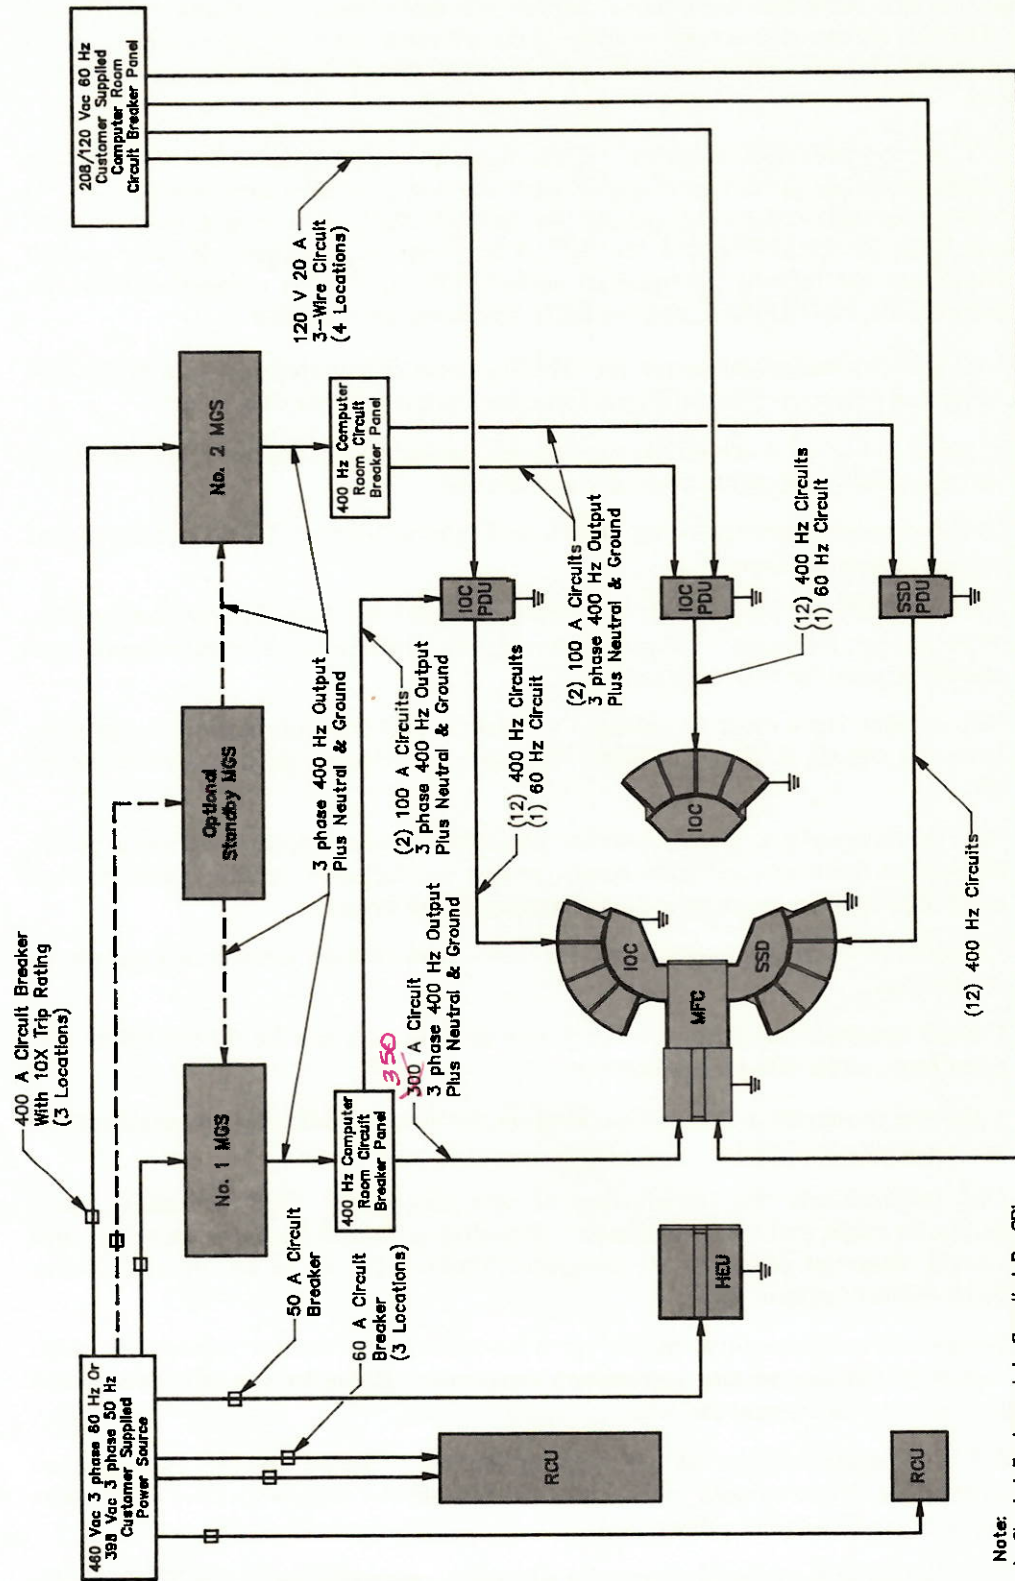 208/120 Vac 60 Hz
Customer Supplied
Computer Room
Circuit Breaker Panel
120 V 20 A
3-Wire Circuit
(4 Locations)
400 A Circuit Breaker
With 10X Trip Rating
(3 Locations)
No. 2 MGS
Optional
Standby MGS
No. 1 MGS
3 phase 400 Hz Output
Plus Neutral & Ground
400 Hz Computer
Room Circuit
Breaker Panel
400 Hz Computer
Room Circuit
Breaker Panel
(2) 100 A Circuits
3 phase 400 Hz Output
Plus Neutral & Ground
(2) 100 A Circuits
3 phase 400 Hz Output
Plus Neutral & Ground
350
300 A Circuit
3 phase 400 Hz Output
Plus Neutral & Ground
IOC
PDU
IOC
PDU
SSD
PDU
(12) 400 Hz Circuits
(1) 60 Hz Circuit
(12) 400 Hz Circuits
(1) 60 Hz Circuit
(12) 400 Hz Circuits
IOC
IOC
SSD
MFC
HEU
460 Vac 3 phase 60 Hz Or
398 Vac 3 phase 50 Hz
Customer Supplied
Power Source
50 A Circuit
Breaker
60 A Circuit
Breaker
(3 Locations)
RCU
RCU
Note: